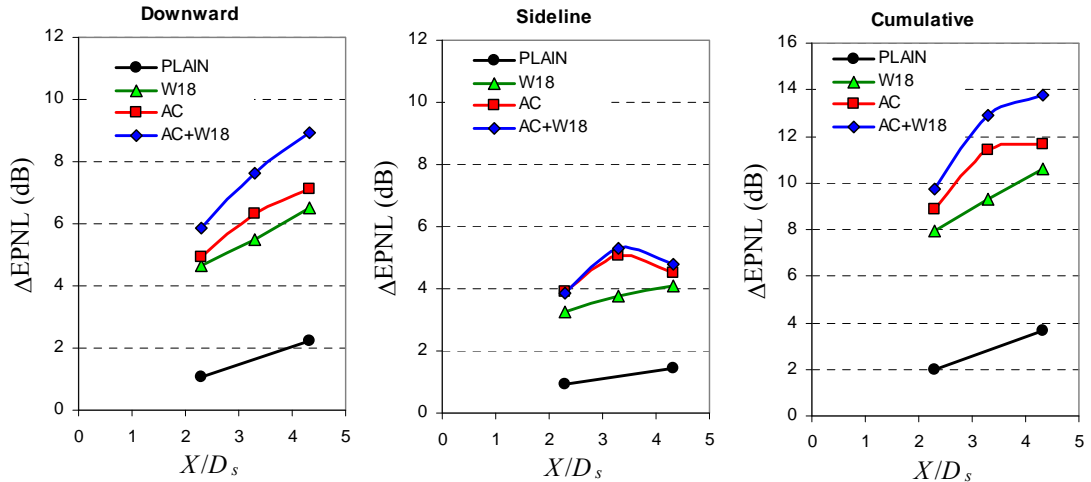 Downward
ΔEPNL (dB)
12
10
8
6
4
2
0
PLAIN
W18
AC
AC+W18
0 1 2 3 4 5
X/Ds
Sideline
ΔEPNL (dB)
12
10
8
6
4
2
0
PLAIN
W18
AC
AC+W18
0 1 2 3 4 5
X/Ds
Cumulative
ΔEPNL (dB)
16
14
12
10
8
6
4
2
0
PLAIN
W18
AC
AC+W18
0 1 2 3 4 5
X/Ds